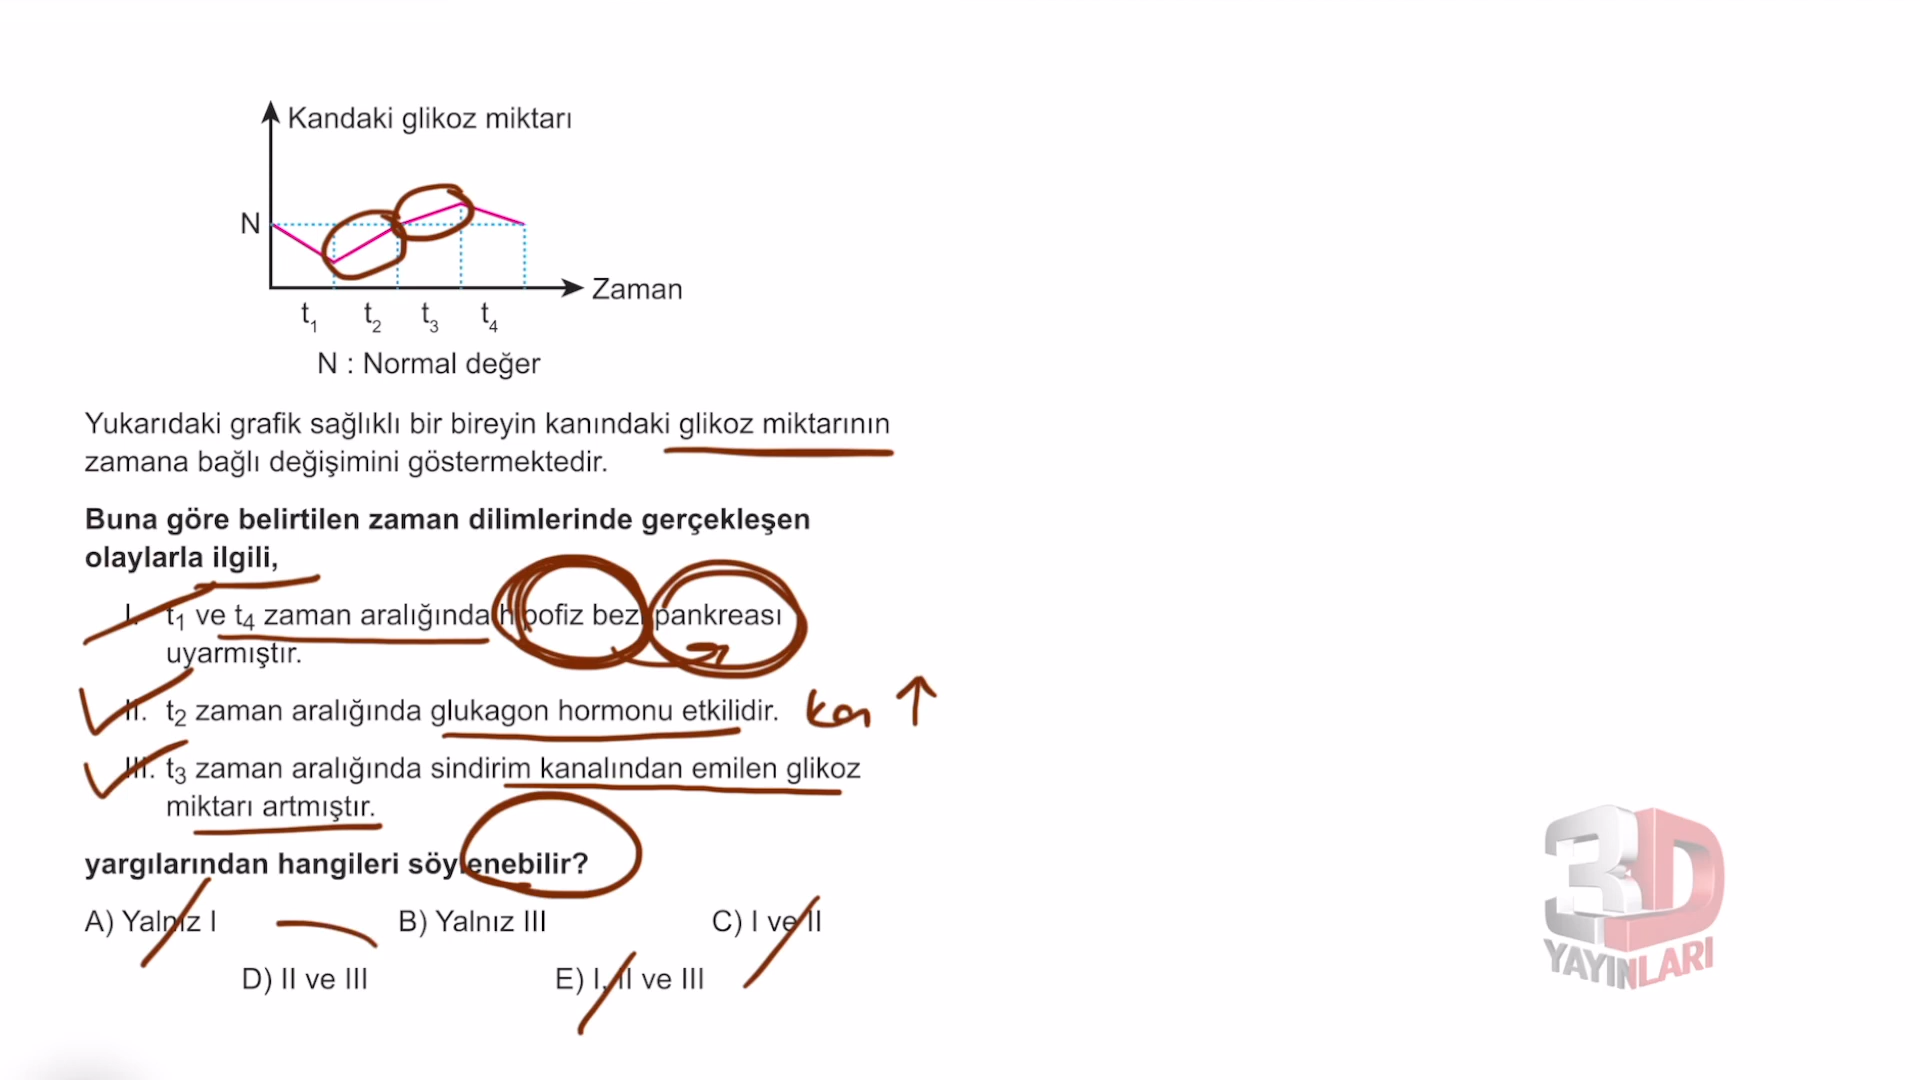 Kandaki glikoz miktarı
N
Zaman
t1 t2 t3 t4
N : Normal değer
Yukarıdaki grafik sağlıklı bir bireyin kanındaki glikoz miktarının
zamana bağlı değişimini göstermektedir.
Buna göre belirtilen zaman dilimlerinde gerçekleşen
olaylarla ilgili,
I. t1 ve t4 zaman aralığında hipofiz bezi pankreası
uyarmıştır.
II. t2 zaman aralığında glukagon hormonu etkilidir. kan ↑
III. t3 zaman aralığında sindirim kanalından emilen glikoz
miktarı artmıştır.
yargılarından hangileri söylenebilir?
A) Yalnız I B) Yalnız III C) I ve II
D) II ve III E) I, II ve III
3D
YAYINLARI